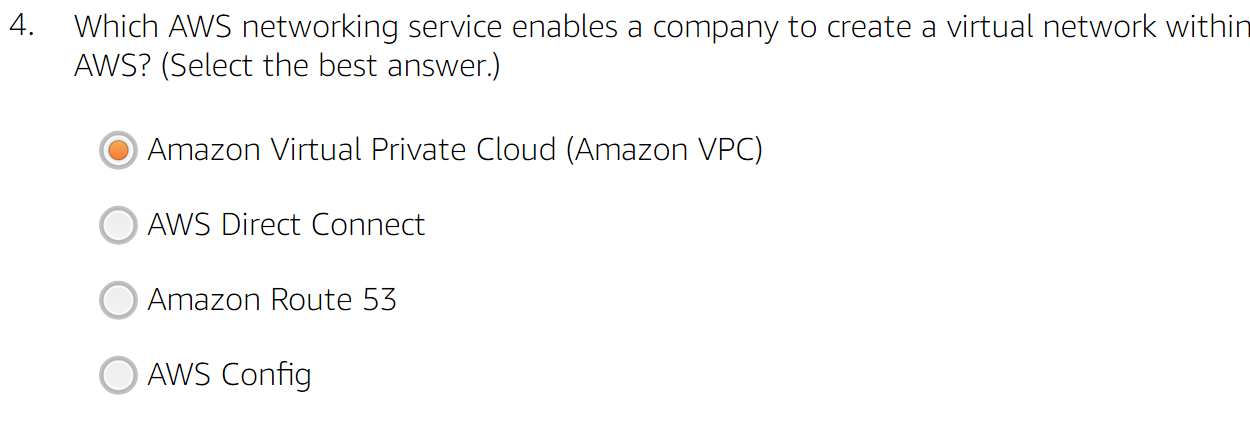 4. Which AWS networking service enables a company to create a virtual network within
AWS? (Select the best answer.)
Amazon Virtual Private Cloud (Amazon VPC)
AWS Direct Connect
Amazon Route 53
AWS Config